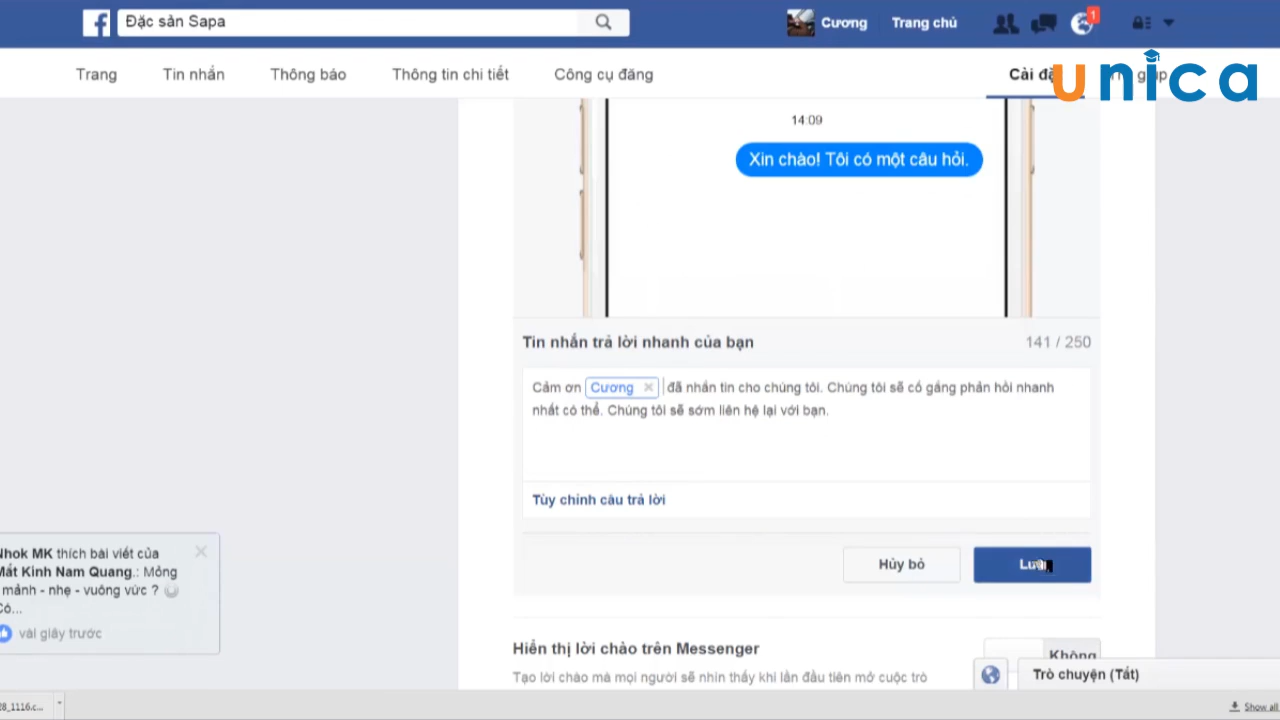 Đặc sản Sapa
Cương
Trang chủ
1
Trang
Tin nhắn
Thông báo
Thông tin chi tiết
Công cụ đăng
Cài
unica
14:09
Xin chào! Tôi có một câu hỏi.
Tin nhắn trả lời nhanh của bạn
141 / 250
Cảm ơn Cương × đã nhắn tin cho chúng tôi. Chúng tôi sẽ cố gắng phản hồi nhanh
nhất có thể. Chúng tôi sẽ sớm liên hệ lại với bạn.
Tùy chỉnh câu trả lời
Hủy bỏ
Lưu
Nhok MK thích bài viết của
Mắt Kính Nam Quang.: Mỏng
mảnh - nhẹ - vuông vức ?
Có...
vài giây trước
Hiển thị lời chào trên Messenger
Không
Tạo lời chào mà mọi người sẽ nhìn thấy khi lần đầu tiên mở cuộc trò
Trò chuyện (Tắt)
28_1116.c...
Show all